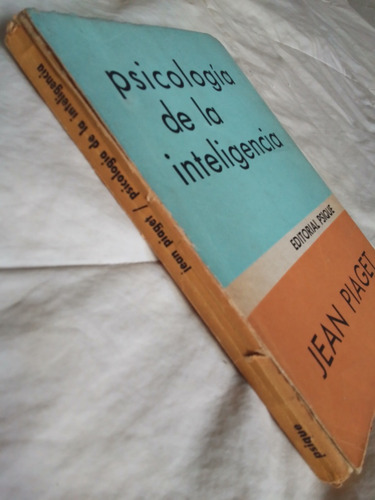 psicología
de la
inteligencia
EDITORIAL PSIQUE
JEAN PIAGET
jean piaget / psicología de la inteligencia
psique